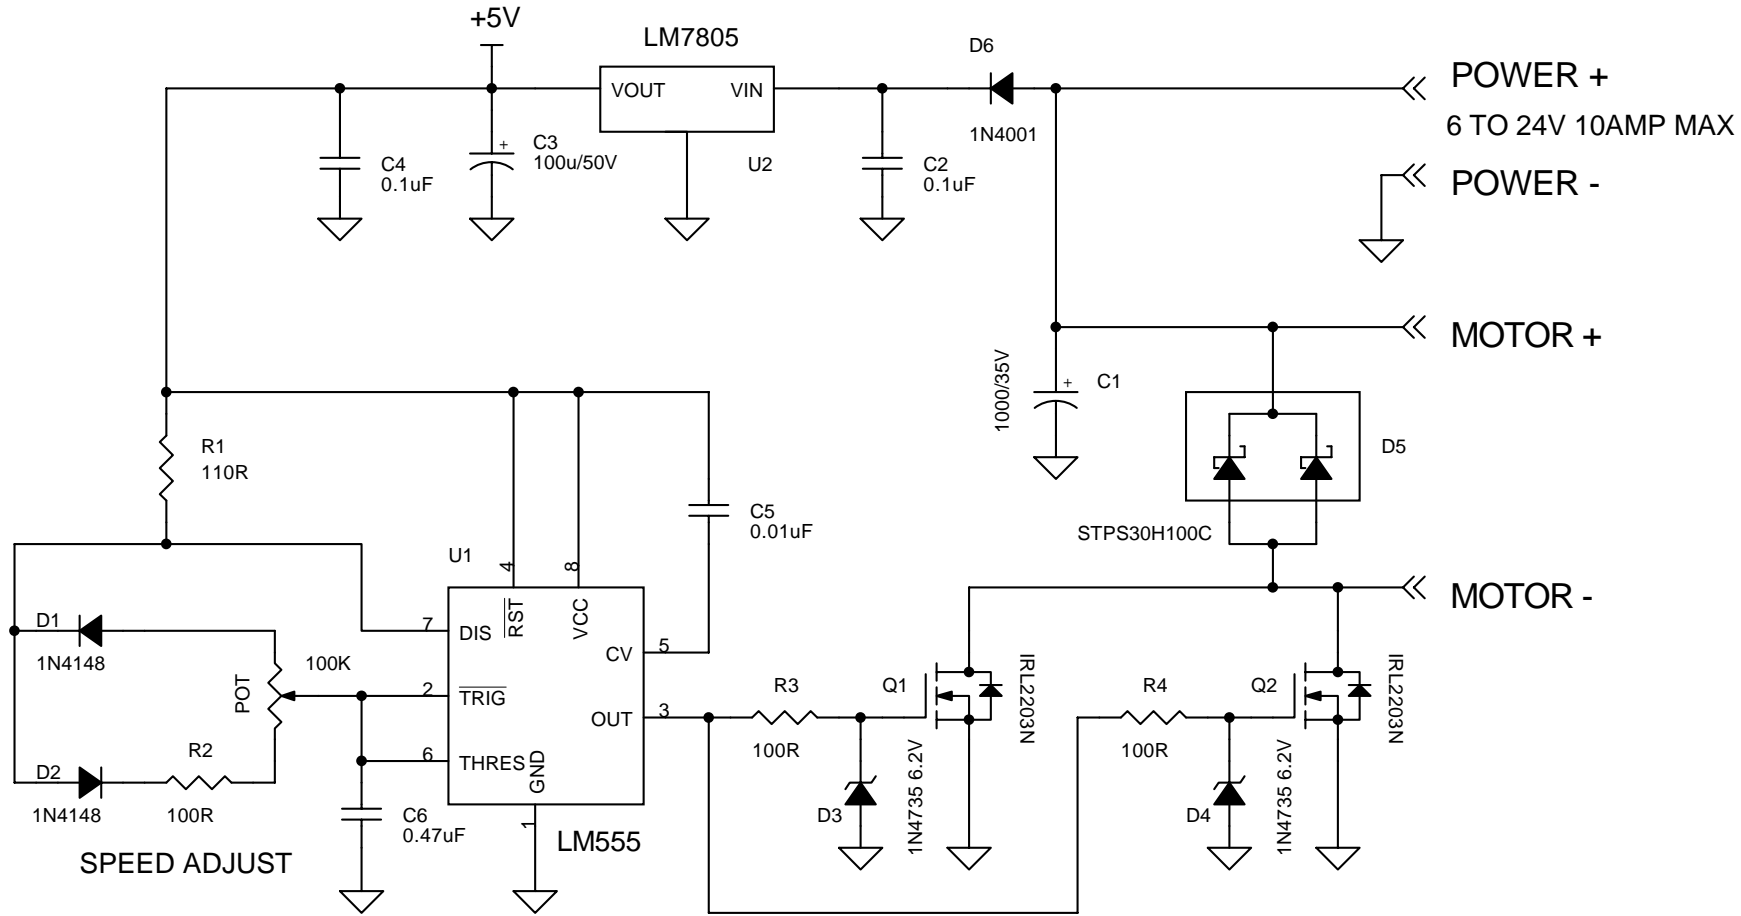 +5V
LM7805
VOUT
VIN
U2
D6
1N4001
POWER +
6 TO 24V 10AMP MAX
POWER -
C4
0.1uF
+
C3
100u/50V
C2
0.1uF
MOTOR +
1000/35V
+
C1
D5
STPS30H100C
MOTOR -
R1
110R
C5
0.01uF
U1
4
8
7
DIS
RST
VCC
CV
5
2
TRIG
OUT
3
6
THRES
GND
1
LM555
D1
1N4148
POT
100K
D2
1N4148
R2
100R
C6
0.47uF
SPEED ADJUST
R3
100R
Q1
IRL2203N
D3
1N4735 6.2V
R4
100R
Q2
IRL2203N
D4
1N4735 6.2V